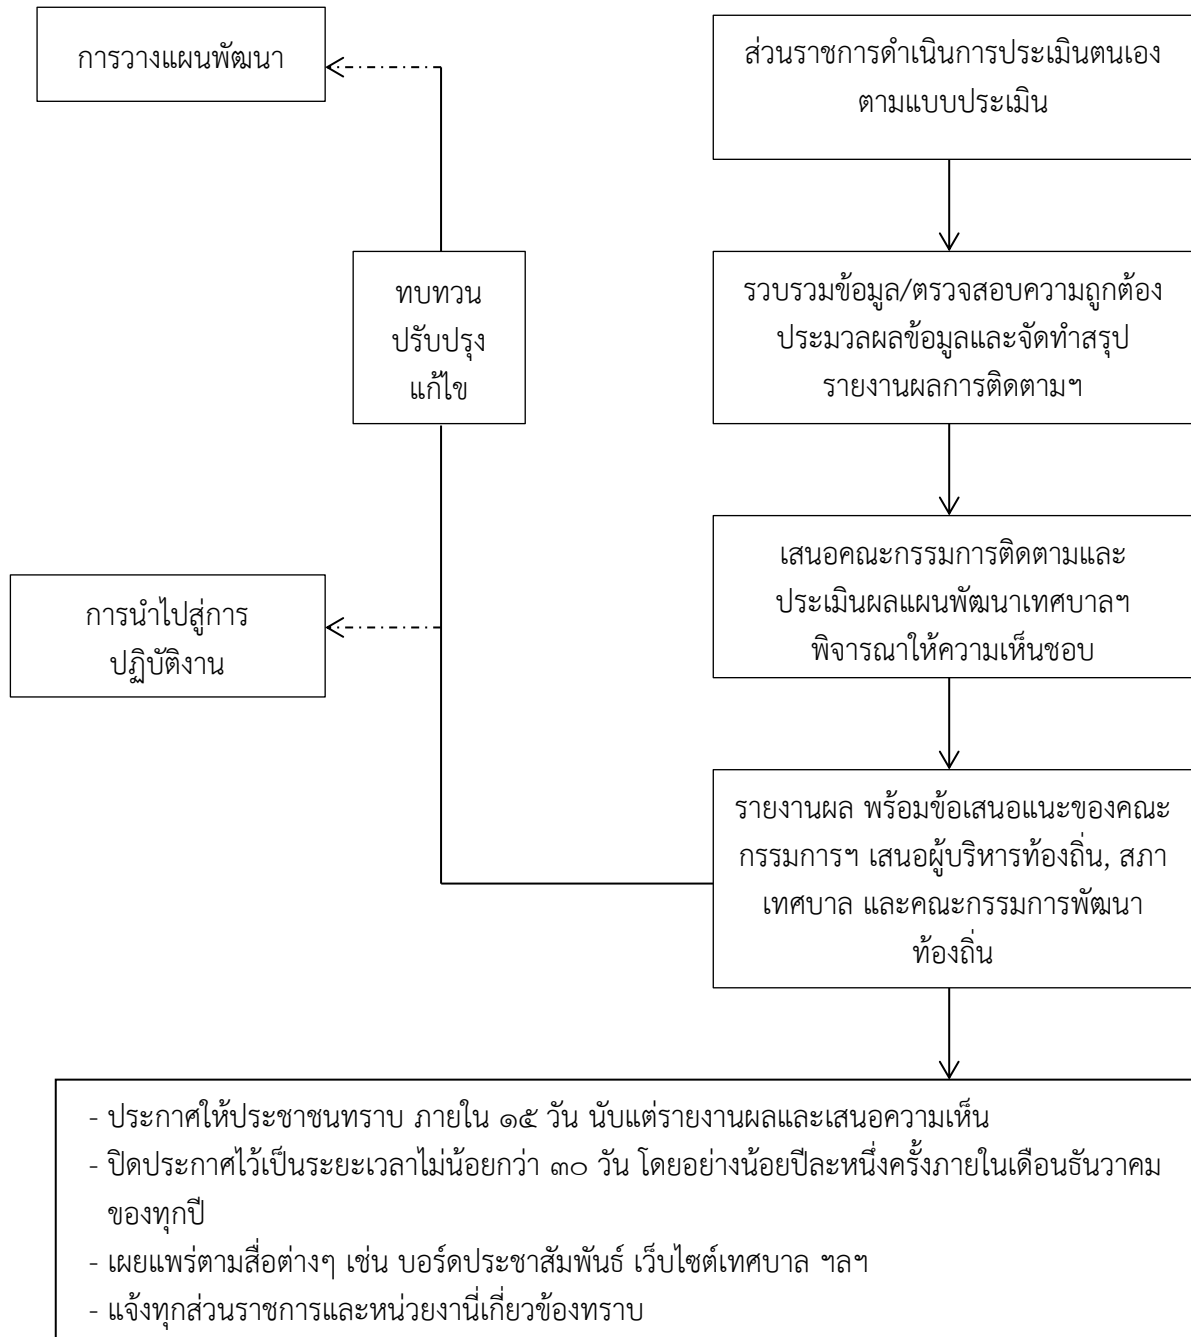 การวางแผนพัฒนา
ส่วนราชการดำเนินการประเมินตนเอง
ตามแบบประเมิน
ทบทวน
ปรับปรุง
แก้ไข
รวบรวมข้อมูล/ตรวจสอบความถูกต้อง
ประมวลผลข้อมูลและจัดทำสรุป
รายงานผลการติดตามฯ
เสนอคณะกรรมการติดตามและ
ประเมินผลแผนพัฒนาเทศบาลฯ
พิจารณาให้ความเห็นชอบ
การนำไปสู่การ
ปฏิบัติงาน
รายงานผล พร้อมข้อเสนอแนะของคณะ
กรรมการฯ เสนอผู้บริหารท้องถิ่น, สภา
เทศบาล และคณะกรรมการพัฒนา
ท้องถิ่น
- ประกาศให้ประชาชนทราบ ภายใน ๑๕ วัน นับแต่รายงานผลและเสนอความเห็น
- ปิดประกาศไว้เป็นระยะเวลาไม่น้อยกว่า ๓๐ วัน โดยอย่างน้อยปีละหนึ่งครั้งภายในเดือนธันวาคม
ของทุกปี
- เผยแพร่ตามสื่อต่างๆ เช่น บอร์ดประชาสัมพันธ์ เว็บไซต์เทศบาล ฯลฯ
- แจ้งทุกส่วนราชการและหน่วยงานี่เกี่ยวข้องทราบ